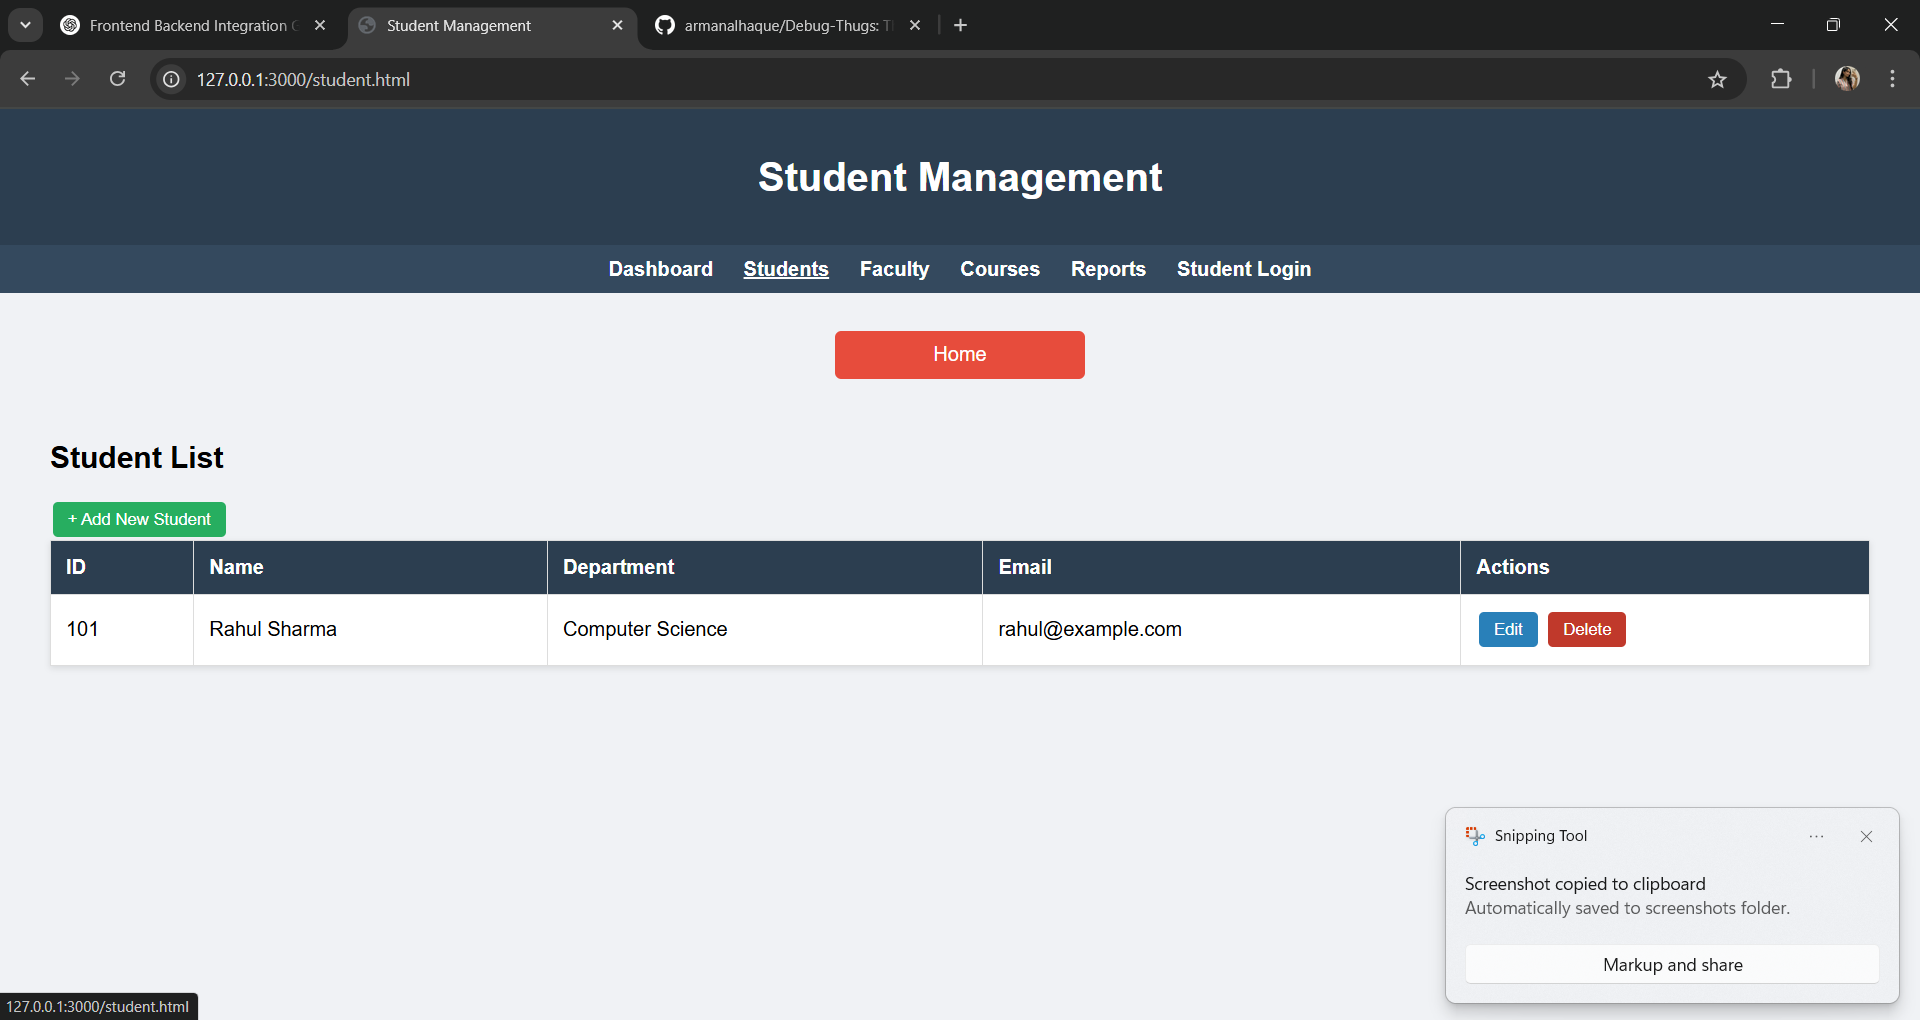 Frontend Backend Integration
Student Management
armanalhaque/Debug-Thugs:
127.0.0.1:3000/student.html
Student Management
Dashboard Students Faculty Courses Reports Student Login
Home
Student List
+ Add New Student
ID Name Department Email Actions
101 Rahul Sharma Computer Science rahul@example.com Edit Delete
Snipping Tool
Screenshot copied to clipboard
Automatically saved to screenshots folder.
Markup and share
127.0.0.1:3000/student.html